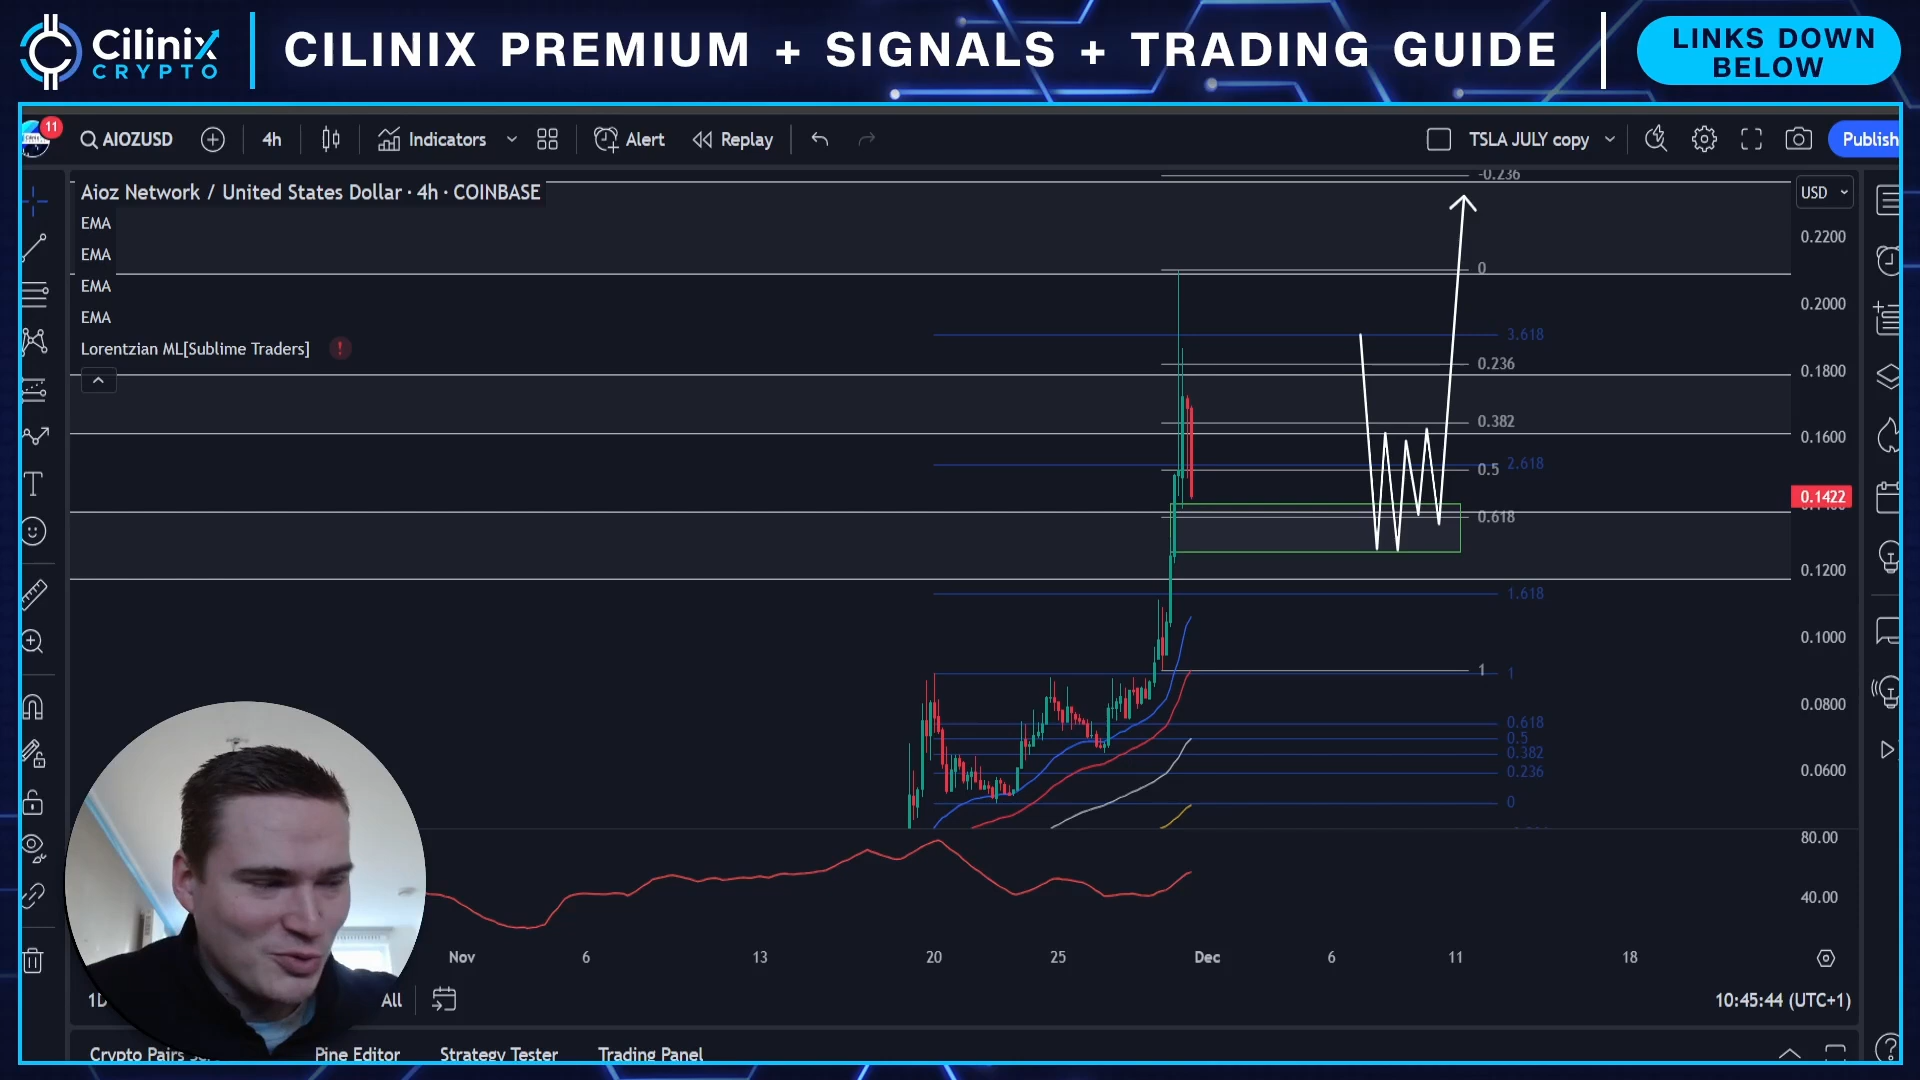 Cilinix
CRYPTO
CILINIX PREMIUM + SIGNALS + TRADING GUIDE
LINKS DOWN
BELOW
11
AIOZUSD
4h
Indicators
Alert
Replay
TSLA JULY copy
Publish
Aioz Network / United States Dollar · 4h · COINBASE
EMA
EMA
EMA
EMA
Lorentzian ML[Sublime Traders]
!
USD
-0.236
0
3.618
0.236
0.382
0.5
2.618
0.618
1.618
1
1
0.618
0.5
0.382
0.236
0
0.2200
0.2000
0.1800
0.1600
0.1422
0.1200
0.1000
0.0800
0.0600
80.00
40.00
Nov
6
13
20
25
Dec
6
11
18
1D
All
10:45:44 (UTC+1)
Crypto Pairs
Pine Editor
Strategy Tester
Trading Panel